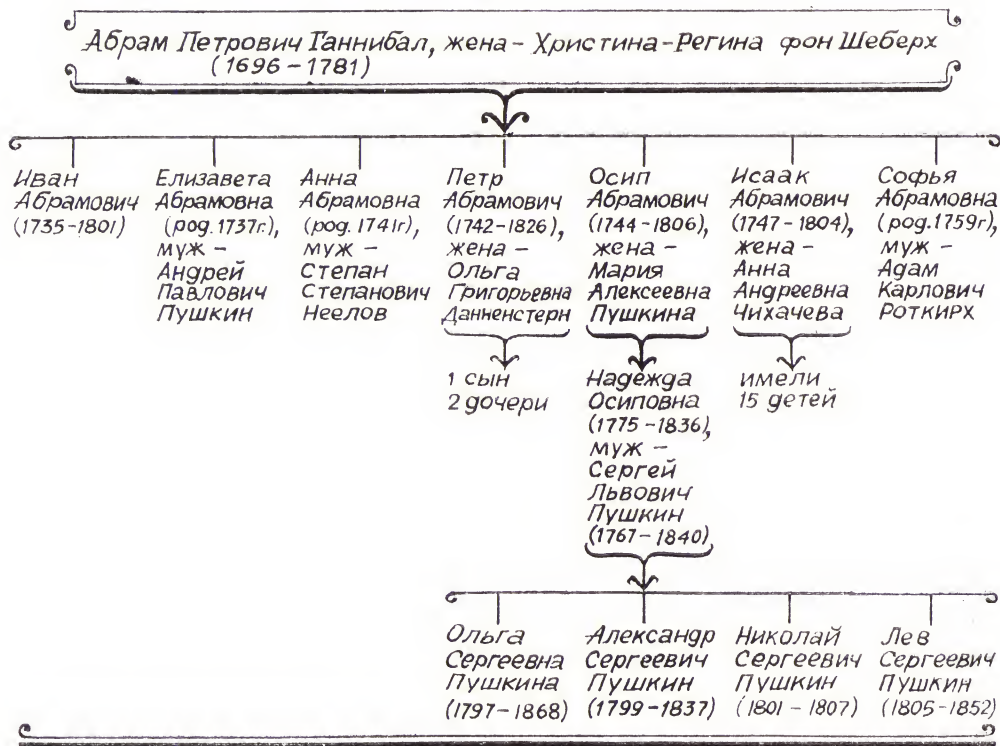 Абрам Петрович Ганнибал, жена - Христина-Регина фон Шеберх
(1696-1781)
Иван
Абрамович
(1735-1801)
Елизавета
Абрамовна
(род. 1737г.),
муж -
Андрей
Павлович
Пушкин
Анна
Абрамовна
(род. 1741г),
муж -
Степан
Степанович
Неелов
Петр
Абрамович
(1742-1826),
жена -
Ольга
Григорьевна
Данненстерн
Осип
Абрамович
(1744-1806),
жена -
Мария
Алексеевна
Пушкина
Исаак
Абрамович
(1747-1804),
жена -
Анна
Андреевна
Чихачева
Софья
Абрамовна
(род. 1759г),
муж -
Адам
Карлович
Роткирх
1 сын
2 дочери
Надежда
Осиповна
(1775-1836),
муж -
Сергей
Львович
Пушкин
(1767-1840)
имели
15 детей
Ольга
Сергеевна
Пушкина
(1797-1868)
Александр
Сергеевич
Пушкин
(1799-1837)
Николай
Сергеевич
Пушкин
(1801-1807)
Лев
Сергеевич
Пушкин
(1805-1852)